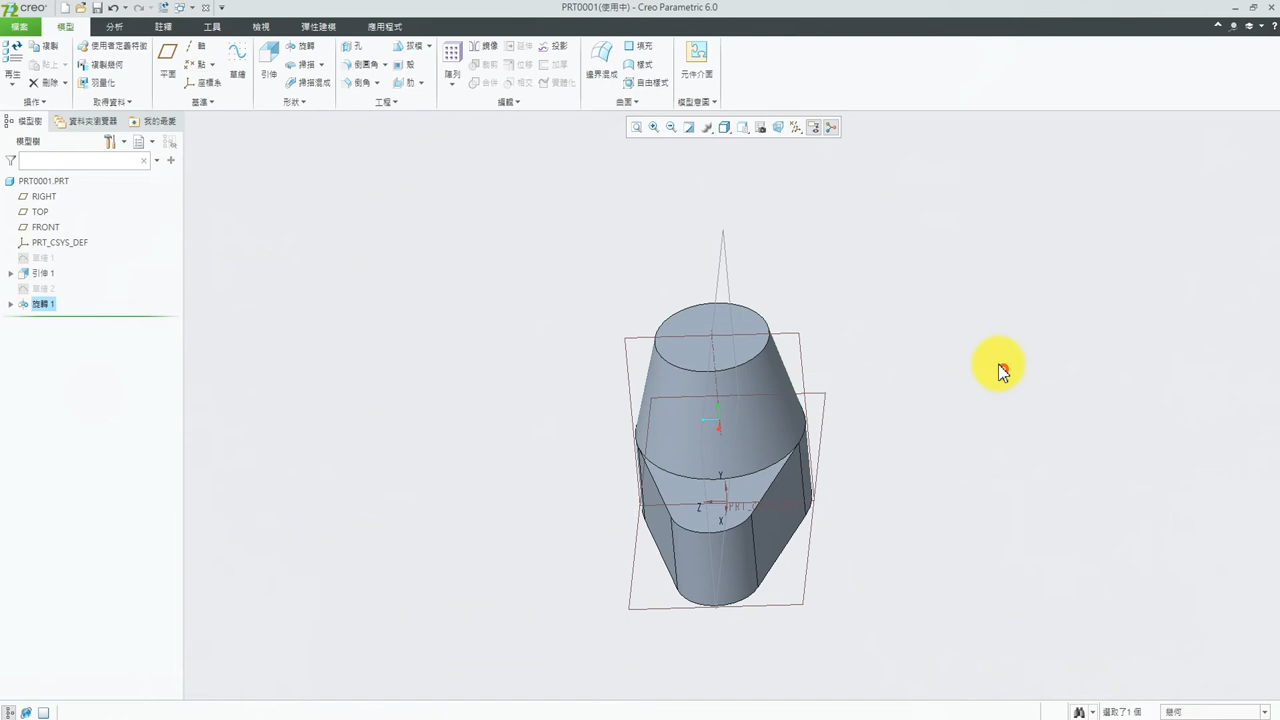 creo PRT0001(使用中) - Creo Parametric 6.0
檔案 模型 分析 註釋 工具 檢視 彈性建模 應用程式
再生 複製 貼上 刪除
操作
使用者定義特徵 複製幾何 羽量化
取得資料
平面 軸 點 座標系 草繪
基準
引伸 旋轉 掃描 掃描混成
形狀
孔 倒圓角 倒角 拔模 殼 肋
工程
陣列 鏡像 裁剪 合併 延伸 位移 相交 投影 加厚 實體化
編輯
邊界混成 填充 樣式 自由樣式
曲面
元件介面
模型意圖
模型樹 資料夾瀏覽器 我的最愛
模型樹
PRT0001.PRT
RIGHT
TOP
FRONT
PRT_CSYS_DEF
草繪 1
引伸 1
草繪 2
旋轉 1
Y
Z PRT_
X
選取了1 個 幾何